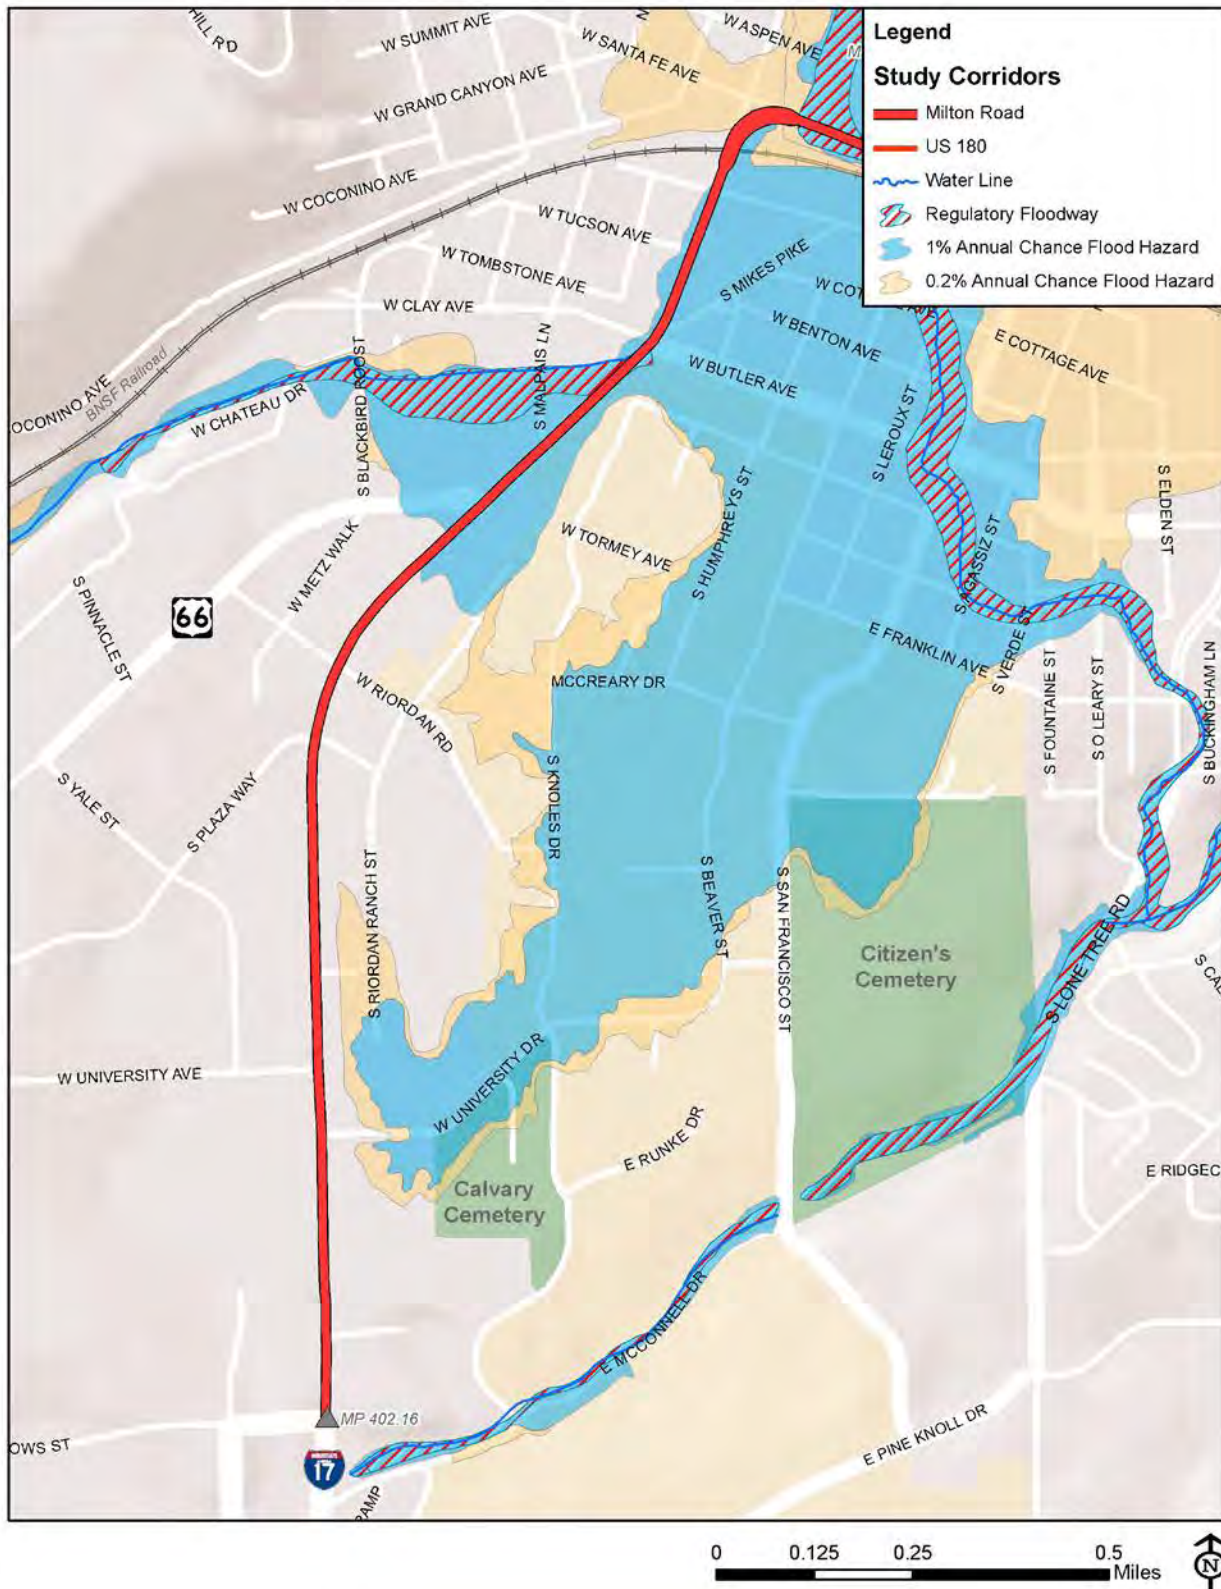 HILL RD
W SUMMIT AVE
N
W ASPEN AVE
W SANTA FE AVE
W GRAND CANYON AVE
W COCONINO AVE
W TUCSON AVE
W TOMBSTONE AVE
W CLAY AVE
S MIKES PIKE
W BENTON AVE
W BUTLER AVE
E COTTAGE AVE
Legend
Study Corridors
Milton Road
US 180
Water Line
Regulatory Floodway
1% Annual Chance Flood Hazard
0.2% Annual Chance Flood Hazard
OCONINO AVE
BNSF Railroad
W CHATEAU DR
S BLACKBIRD ROOST
S MALPAIS LN
S LEROUX ST
S ELDEN ST
S HUMPHREYS ST
W TORMEY AVE
W METZ WALK
S PINNACLE ST
66
S AGASSIZ ST
E FRANKLIN AVE
S VERDE ST
S FOUNTAINE ST
S O LEARY ST
S BUCKINGHAM LN
MCCREARY DR
W RIORDAN RD
S KNOLES DR
S YALE ST
S PLAZA WAY
S RIORDAN RANCH ST
S BEAVER ST
S SAN FRANCISCO ST
Citizen's
Cemetery
S LONE TREE RD
W UNIVERSITY AVE
W UNIVERSITY DR
E RUNKE DR
E RIDGEC
Calvary
Cemetery
E MCCONNELL DR
E PINE KNOLL DR
MP 402.16
OWS ST
INTERSTATE
17
RAMP
0 0.125 0.25 0.5
Miles
N